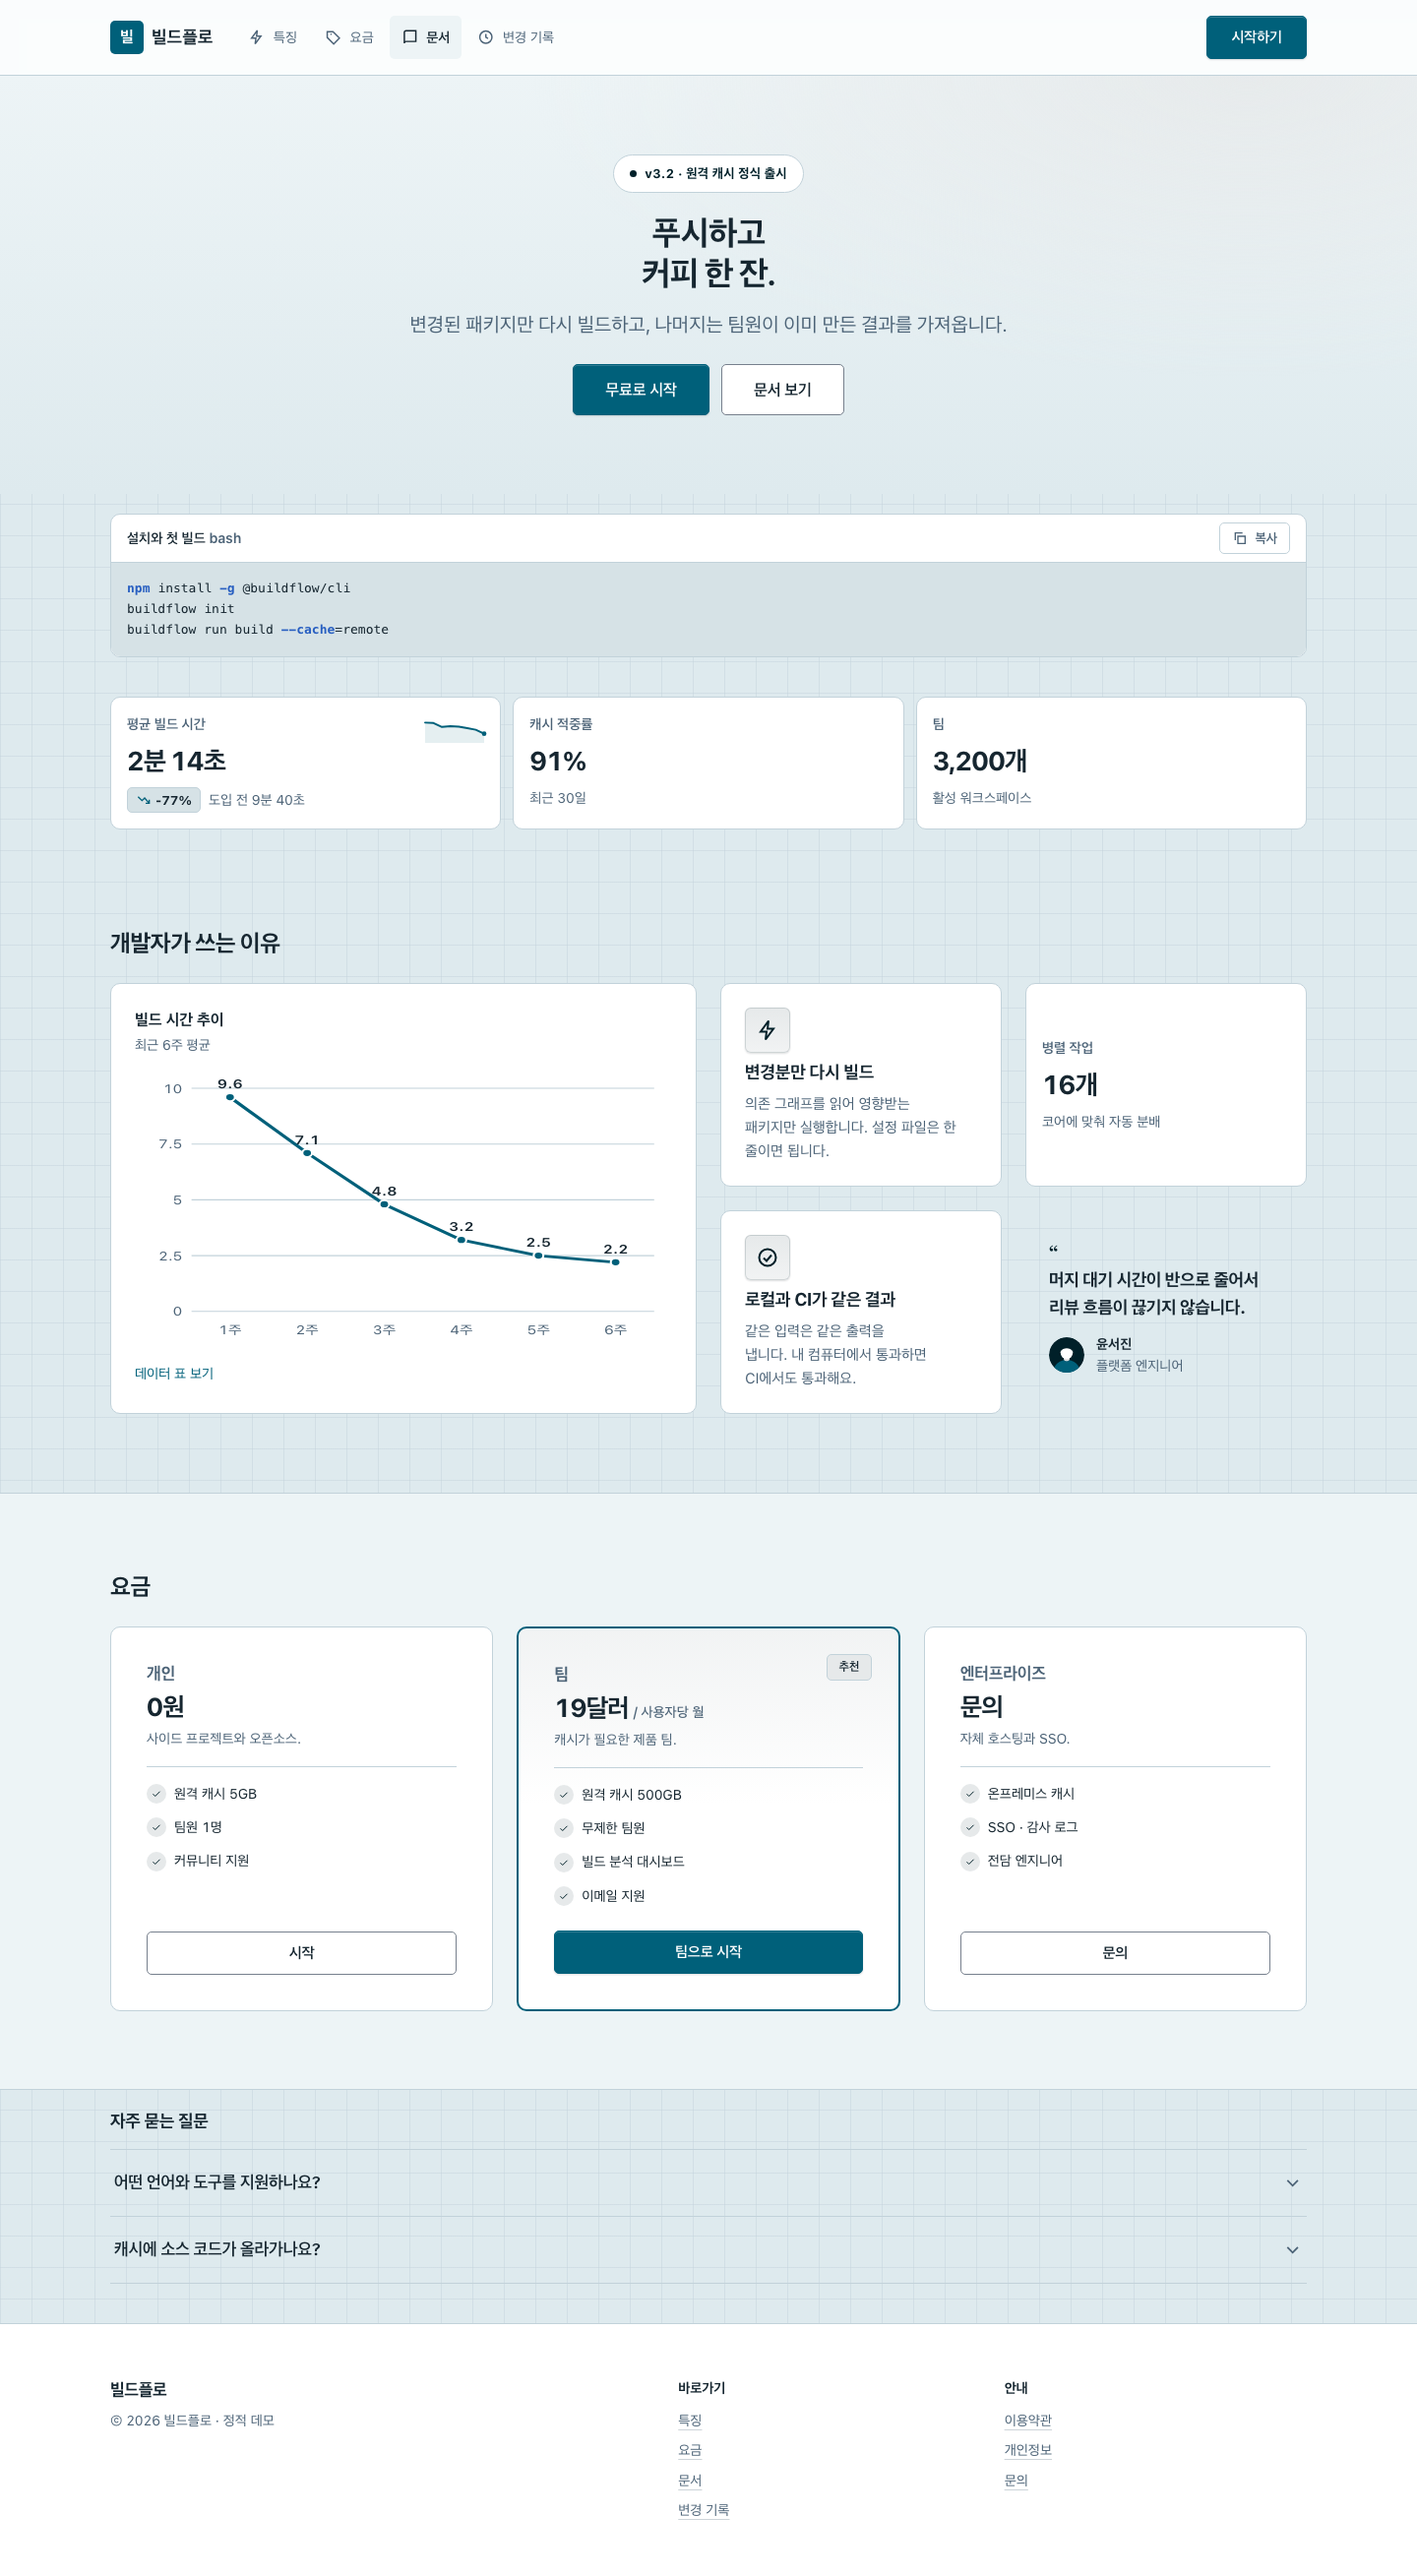 빌 빌드플로 특징 요금 문서 변경 기록 시작하기
v3.2 · 원격 캐시 정식 출시
푸시하고
커피 한 잔.
변경된 패키지만 다시 빌드하고, 나머지는 팀원이 이미 만든 결과를 가져옵니다.
무료로 시작 문서 보기
설치와 첫 빌드 bash 복사
npm install -g @buildflow/cli
buildflow init
buildflow run build --cache=remote
평균 빌드 시간
2분 14초
-77% 도입 전 9분 40초
캐시 적중률
91%
최근 30일
팀
3,200개
활성 워크스페이스
개발자가 쓰는 이유
빌드 시간 추이
최근 6주 평균
10
7.5
5
2.5
0
9.6
7.1
4.8
3.2
2.5
2.2
1주 2주 3주 4주 5주 6주
데이터 표 보기
변경분만 다시 빌드
의존 그래프를 읽어 영향받는
패키지만 실행합니다. 설정 파일은 한
줄이면 됩니다.
병렬 작업
16개
코어에 맞춰 자동 분배
로컬과 CI가 같은 결과
같은 입력은 같은 출력을
냅니다. 내 컴퓨터에서 통과하면
CI에서도 통과해요.
“
머지 대기 시간이 반으로 줄어서
리뷰 흐름이 끊기지 않습니다.
윤서진
플랫폼 엔지니어
요금
개인
0원
사이드 프로젝트와 오픈소스.
원격 캐시 5GB
팀원 1명
커뮤니티 지원
시작
팀 추천
19달러 / 사용자당 월
캐시가 필요한 제품 팀.
원격 캐시 500GB
무제한 팀원
빌드 분석 대시보드
이메일 지원
팀으로 시작
엔터프라이즈
문의
자체 호스팅과 SSO.
온프레미스 캐시
SSO · 감사 로그
전담 엔지니어
문의
자주 묻는 질문
어떤 언어와 도구를 지원하나요?
캐시에 소스 코드가 올라가나요?
빌드플로
© 2026 빌드플로 · 정적 데모
바로가기
특징
요금
문서
변경 기록
안내
이용약관
개인정보
문의